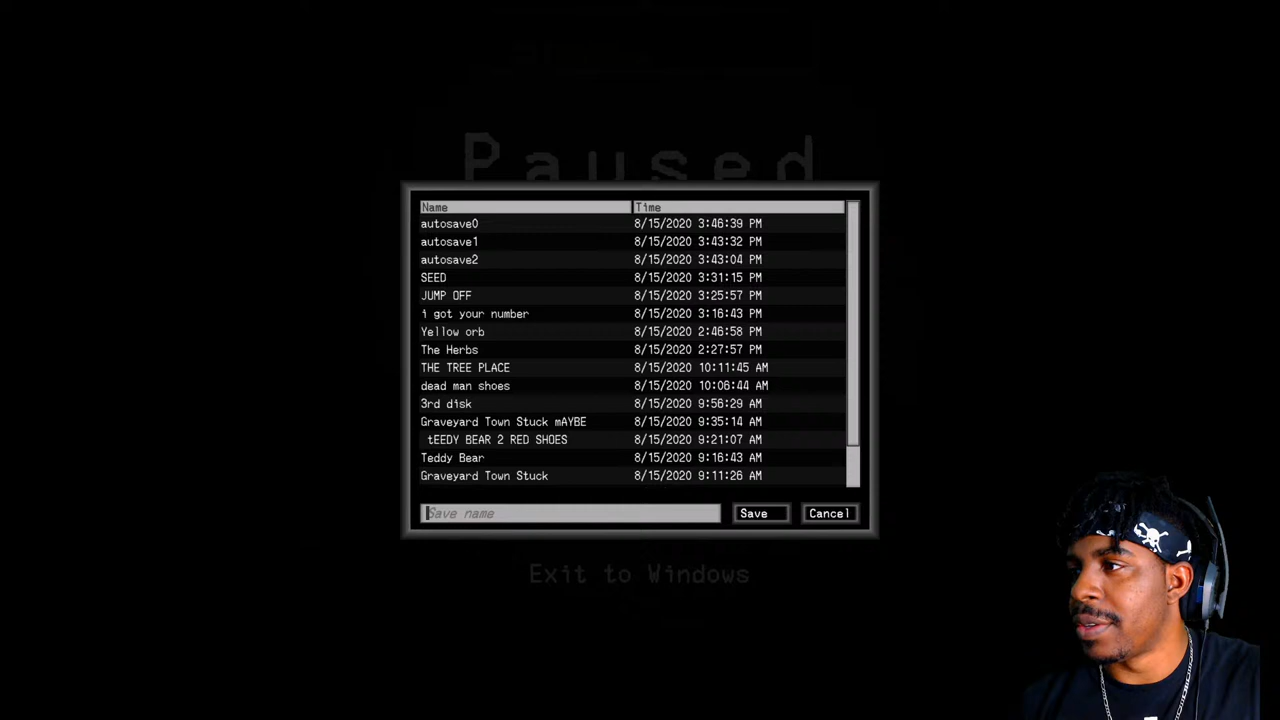 Paused
Name Time
autosave0 8/15/2020 3:46:39 PM
autosave1 8/15/2020 3:43:32 PM
autosave2 8/15/2020 3:43:04 PM
SEED 8/15/2020 3:31:15 PM
JUMP OFF 8/15/2020 3:25:57 PM
i got your number 8/15/2020 3:16:43 PM
Yellow orb 8/15/2020 2:46:58 PM
The Herbs 8/15/2020 2:27:57 PM
THE TREE PLACE 8/15/2020 10:11:45 AM
dead man shoes 8/15/2020 10:06:44 AM
3rd disk 8/15/2020 9:56:29 AM
Graveyard Town Stuck mAYBE 8/15/2020 9:35:14 AM
tEEDY BEAR 2 RED SHOES 8/15/2020 9:21:07 AM
Teddy Bear 8/15/2020 9:16:43 AM
Graveyard Town Stuck 8/15/2020 9:11:26 AM
Save name Save Cancel
Exit to Windows